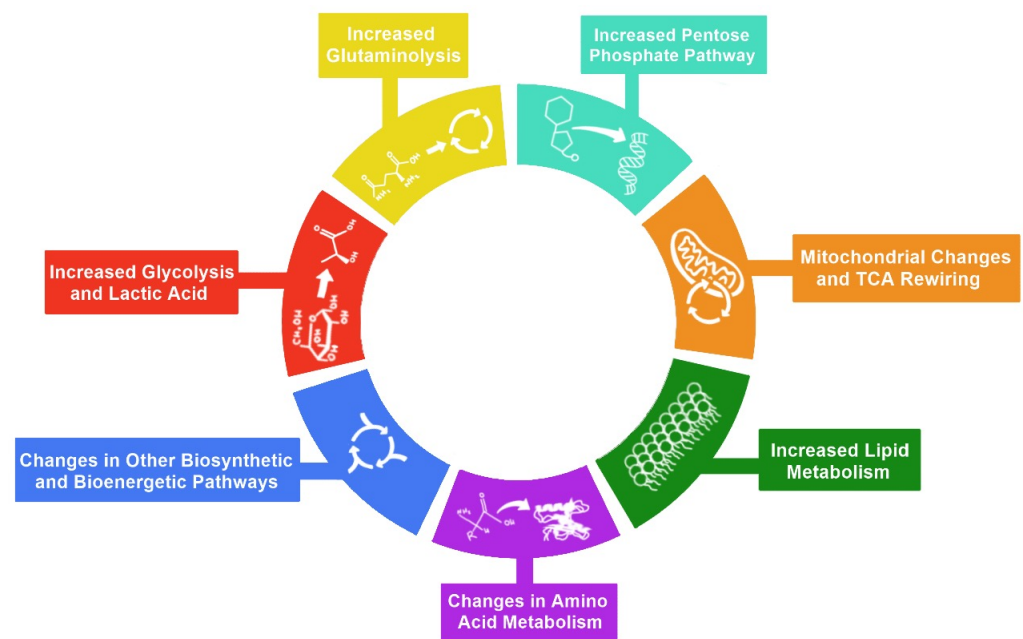 Increased
Glutaminolysis
Increased Pentose
Phosphate Pathway
Mitochondrial Changes
and TCA Rewiring
Increased Lipid
Metabolism
Changes in Amino
Acid Metabolism
Changes in Other Biosynthetic
and Bioenergetic Pathways
Increased Glycolysis
and Lactic Acid